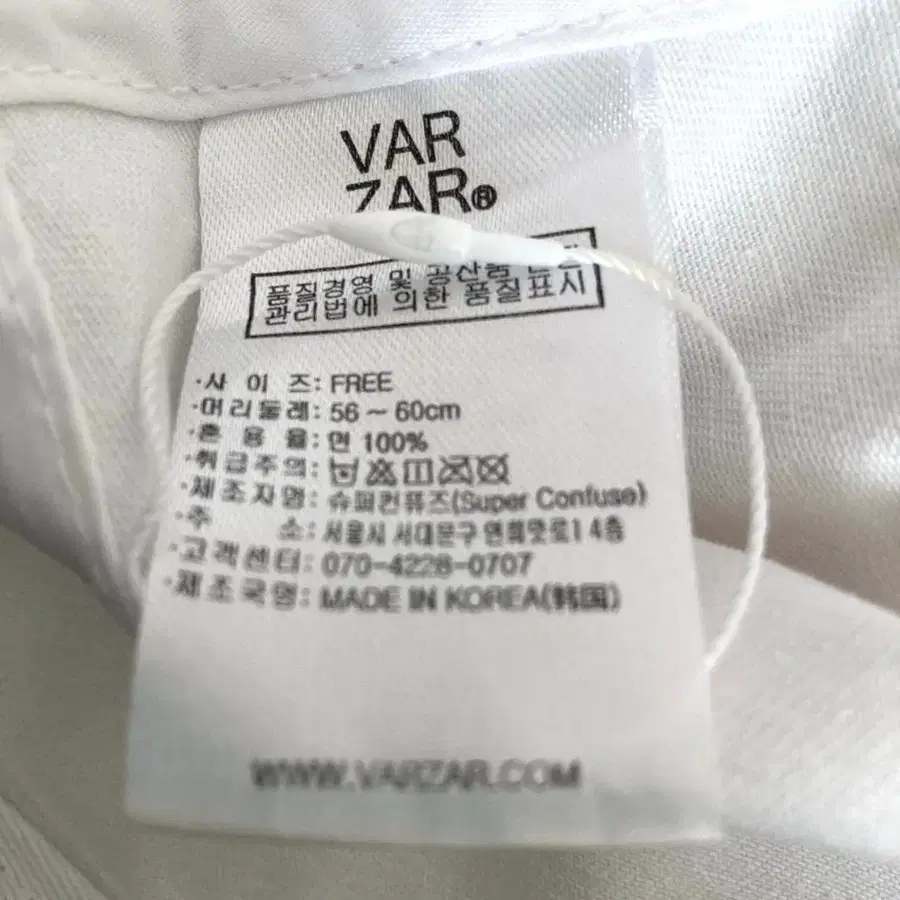 VAR
ZAR®
품질경영 및 공산품
관리법에 의한 품질표시
·사 이 즈: FREE
·머리둘레: 56 ~ 60cm
·혼 용 율: 면 100%
·취급주의:
·제조자명: 슈퍼컨퓨즈(Super Confuse)
·주 소: 서울시 서대문구 연희맛로1 4층
·고객센터: 070-4228-0707
·제조국명: MADE IN KOREA(韩国)
WWW.VARZAR.COM